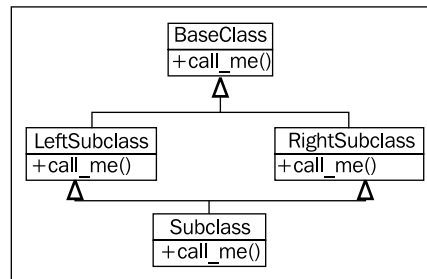 BaseClass
+call_me()
LeftSubclass
+call_me()
RightSubclass
+call_me()
Subclass
+call_me()